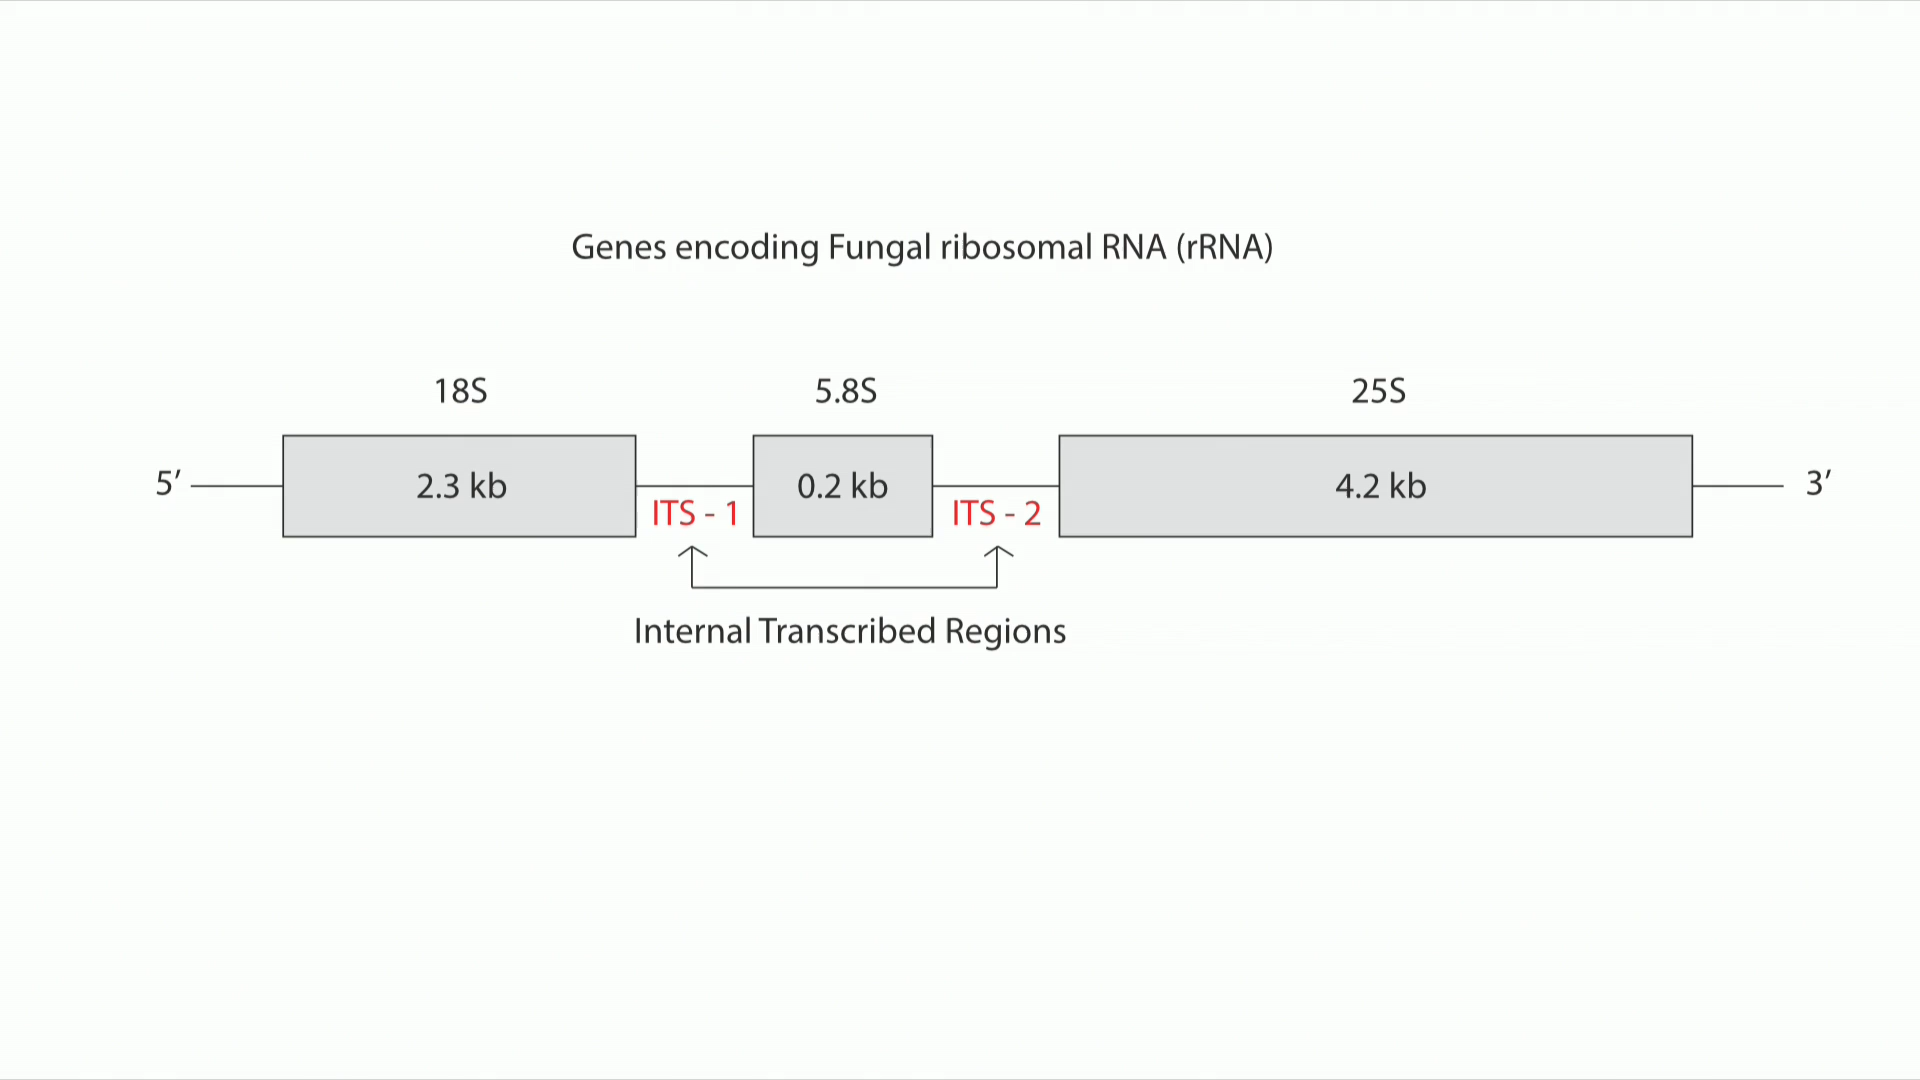 Genes encoding Fungal ribosomal RNA (rRNA)
18S 5.8S 25S
5′ 2.3 kb 0.2 kb 4.2 kb 3′
ITS - 1 ITS - 2
Internal Transcribed Regions